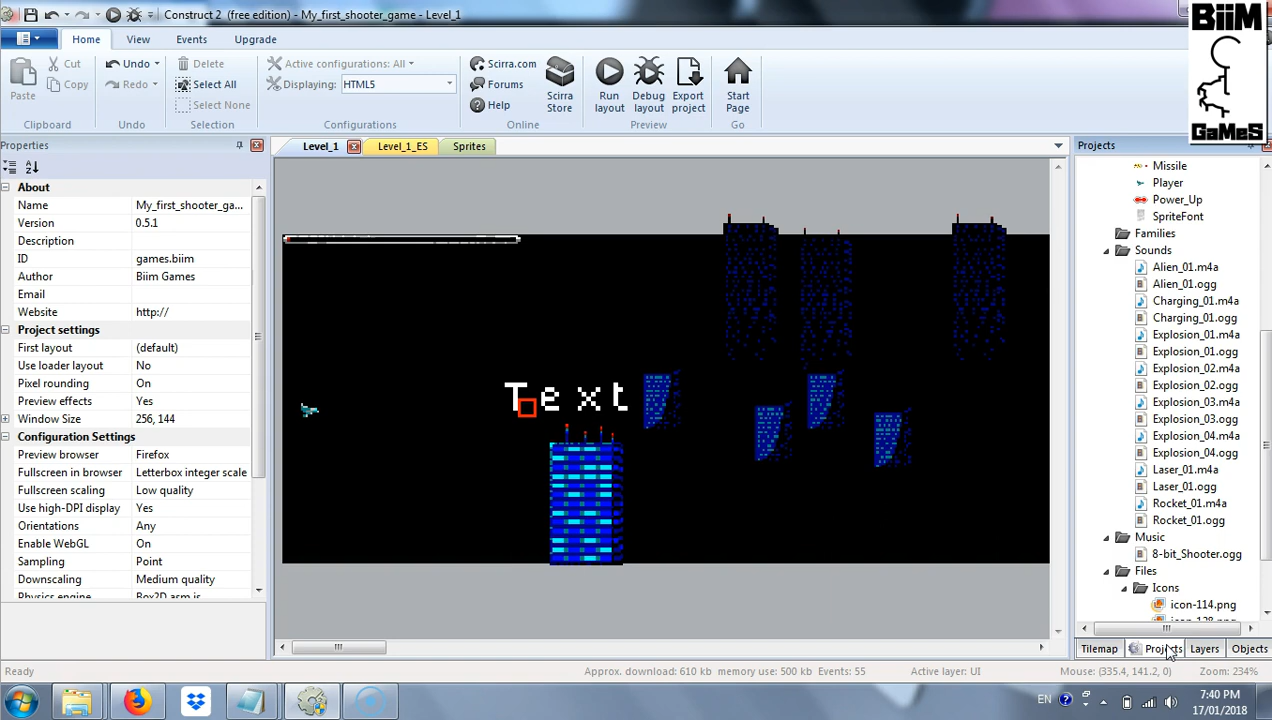 Construct 2 (free edition) - My_first_shooter_game - Level_1
BiiM
GaMeS
Home View Events Upgrade
Paste
Cut
Copy
Clipboard
Undo
Redo
Undo
Delete
Select All
Select None
Selection
Active configurations: All
Displaying: HTML5
Configurations
Scirra.com
Forums
Help
Scirra Store
Online
Run layout
Debug layout
Export project
Preview
Start Page
Go
Properties
Level_1 Level_1_ES Sprites
Projects
About
Name My_first_shooter_ga...
Version 0.5.1
Description
ID games.biim
Author Biim Games
Email
Website http://
Project settings
First layout (default)
Use loader layout No
Pixel rounding On
Preview effects Yes
Window Size 256, 144
Configuration Settings
Preview browser Firefox
Fullscreen in browser Letterbox integer scale
Fullscreen scaling Low quality
Use high-DPI display Yes
Orientations Any
Enable WebGL On
Sampling Point
Downscaling Medium quality
Text
Missile
Player
Power_Up
SpriteFont
Families
Sounds
Alien_01.m4a
Alien_01.ogg
Charging_01.m4a
Charging_01.ogg
Explosion_01.m4a
Explosion_01.ogg
Explosion_02.m4a
Explosion_02.ogg
Explosion_03.m4a
Explosion_03.ogg
Explosion_04.m4a
Explosion_04.ogg
Laser_01.m4a
Laser_01.ogg
Rocket_01.m4a
Rocket_01.ogg
Music
8-bit_Shooter.ogg
Files
Icons
icon-114.png
Tilemap Projects Layers Objects
Ready
Approx. download: 610 kb memory use: 500 kb Events: 55 Active layer: UI Mouse: (335.4, 141.2, 0) Zoom: 234%
EN
7:40 PM
17/01/2018